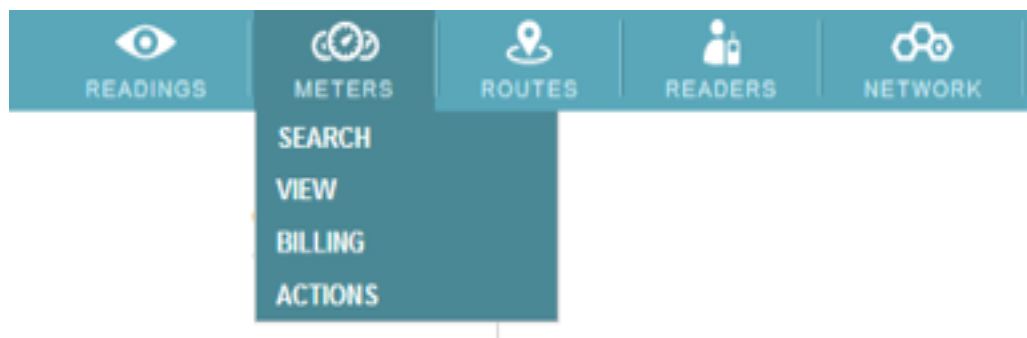 READINGS METERS ROUTES READERS NETWORK
SEARCH
VIEW
BILLING
ACTIONS